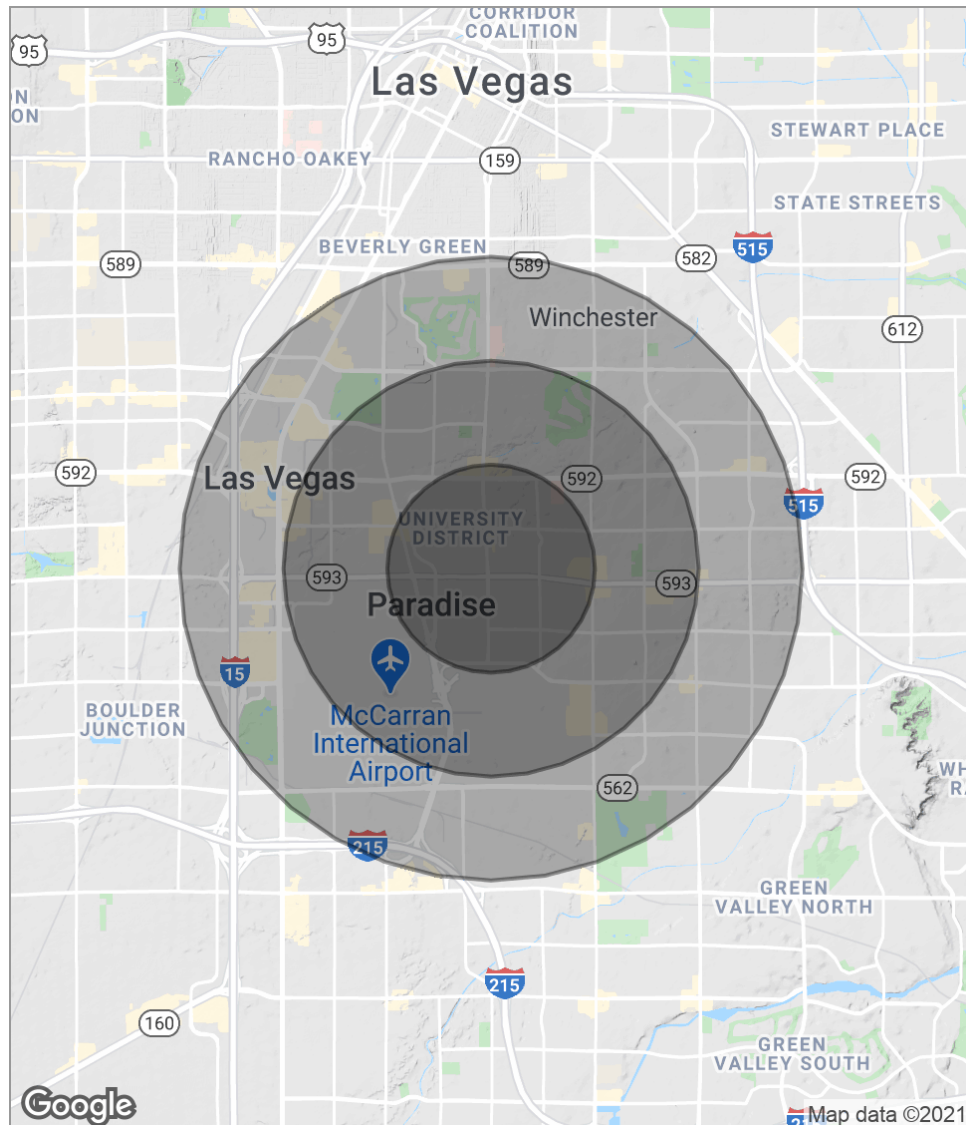 CORRIDOR
COALITION
95
95
Las Vegas
ON
ON
STEWART PLACE
RANCHO OAKEY
159
STATE STREETS
BEVERLY GREEN
515
582
589
589
Winchester
612
592
Las Vegas
592
592
515
UNIVERSITY
DISTRICT
593
593
Paradise
15
BOULDER
JUNCTION
McCarran
International
Airport
WH
RA
562
215
GREEN
VALLEY NORTH
215
160
GREEN
VALLEY SOUTH
Google
Map data ©2021